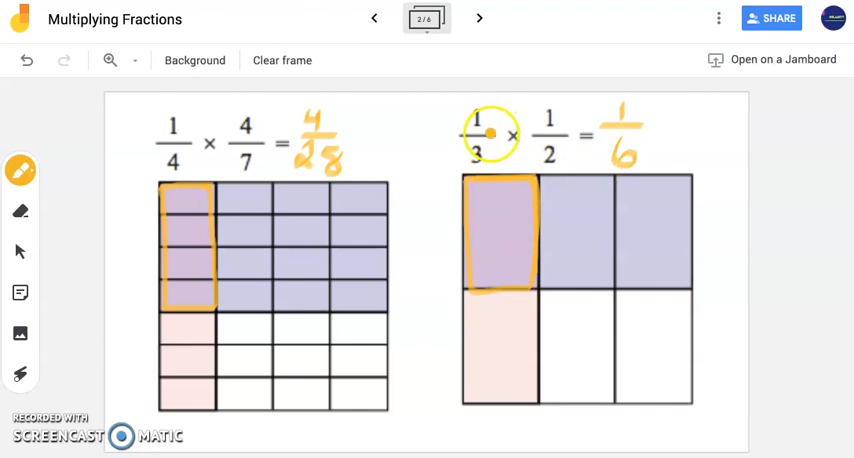 Multiplying Fractions
2 / 6
SHARE
Background
Clear frame
Open on a Jamboard
1/4 × 4/7 = 4/28
1/3 × 1/2 = 1/6
RECORDED WITH
SCREENCAST MATIC